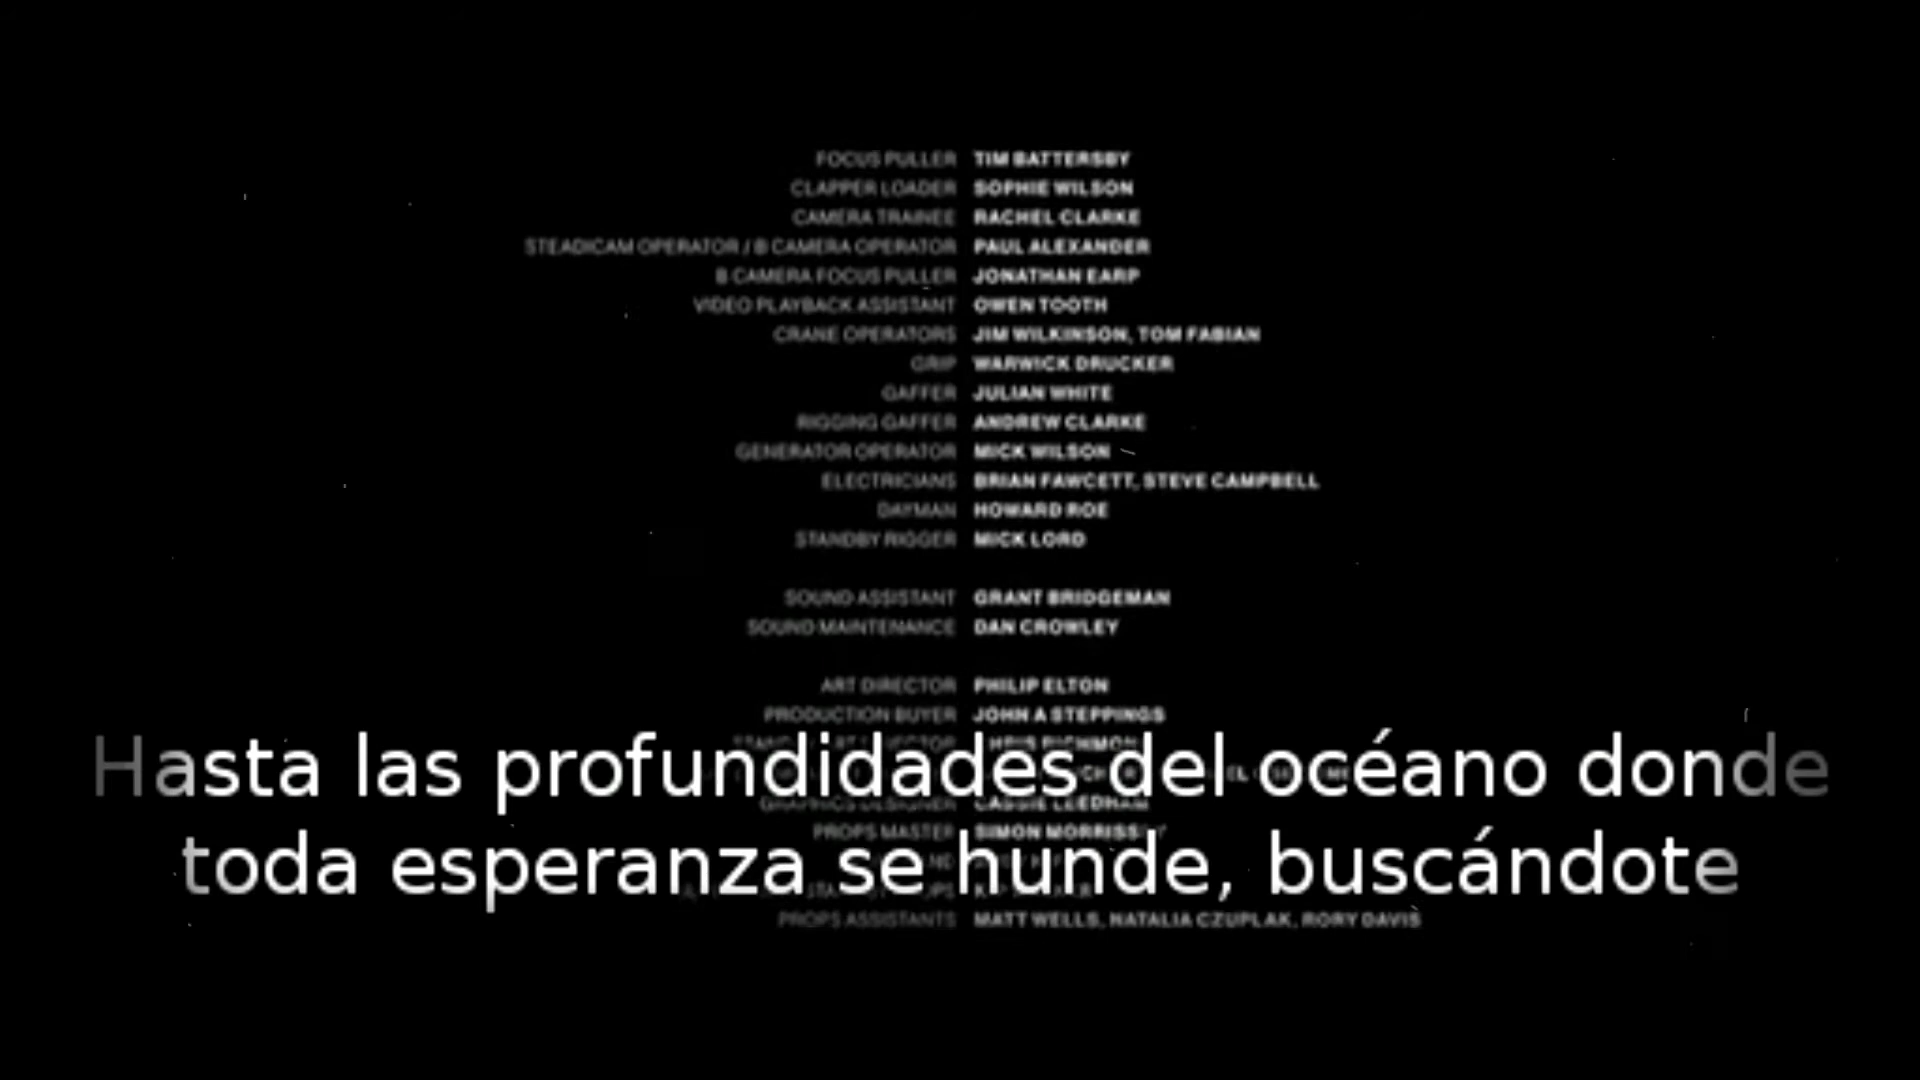 FOCUS PULLER TIM BATTERSBY
CLAPPER LOADER SOPHIE WILSON
CAMERA TRAINEE RACHEL CLARKE
STEADICAM OPERATOR / B CAMERA OPERATOR PAUL ALEXANDER
B CAMERA FOCUS PULLER JONATHAN EARP
VIDEO PLAYBACK ASSISTANT OWEN TOOTH
CRANE OPERATORS JIM WILKINSON, TOM FABIAN
GRIP WARWICK DRUCKER
GAFFER JULIAN WHITE
RIGGING GAFFER ANDREW CLARKE
GENERATOR OPERATOR MICK WILSON
ELECTRICIANS BRIAN FAWCETT, STEVE CAMPBELL
DAYMAN HOWARD ROE
STANDBY RIGGER MICK LORD
SOUND ASSISTANT GRANT BRIDGEMAN
SOUND MAINTENANCE DAN CROWLEY
ART DIRECTOR PHILIP ELTON
PRODUCTION BUYER JOHN A STEPPINGS
Hasta las profundidades del océano donde
GRAPHICS DESIGNER CASSIE LEEDHAM
PROPS MASTER SIMON MORRISSEY
toda esperanza se hunde, buscándote
PROPS ASSISTANTS MATT WELLS, NATALIA CZUPLAK, RORY DAVIS